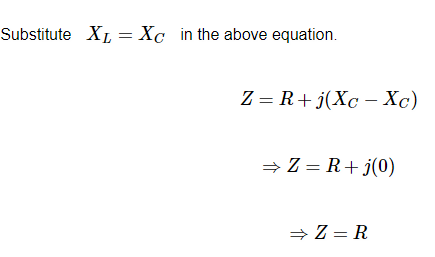 Substitute X_L = X_C in the above equation.
Z = R + j(X_C − X_C)
⇒ Z = R + j(0)
⇒ Z = R